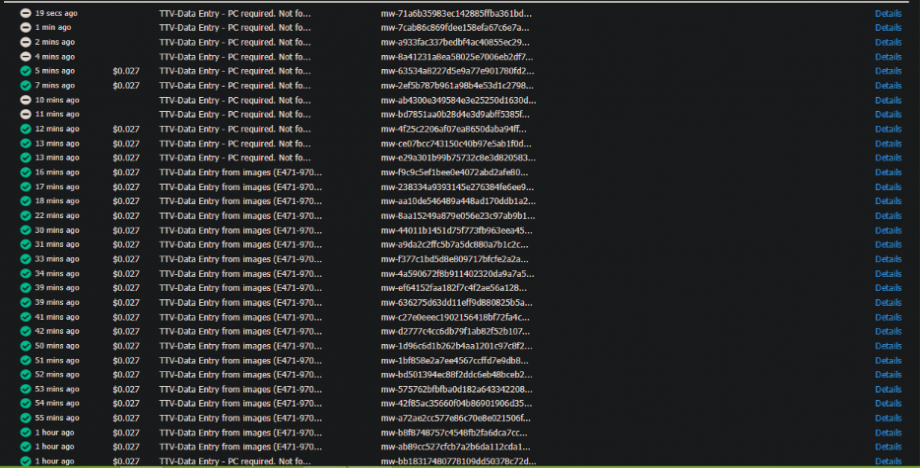 19 secs ago TTV-Data Entry - PC required. Not fo... mw-71a6b35983ec142885ffba361bd... Details
1 min ago TTV-Data Entry - PC required. Not fo... mw-7cab86c869fdee158efa67c6e7a... Details
2 mins ago TTV-Data Entry - PC required. Not fo... mw-a933fac337bedbf4ac40855ec29... Details
4 mins ago TTV-Data Entry - PC required. Not fo... mw-8a41231a8ea58025e7006eb2df7... Details
5 mins ago $0.027 TTV-Data Entry - PC required. Not fo... mw-63534a8227d5e9a77e901780fd2... Details
7 mins ago $0.027 TTV-Data Entry - PC required. Not fo... mw-2ef5b787b961a98b4e53d1c2798... Details
10 mins ago TTV-Data Entry - PC required. Not fo... mw-ab4300e349584e3e25250d1630d... Details
11 mins ago TTV-Data Entry - PC required. Not fo... mw-bd7851aa0b28d4e3d9abff5385f... Details
12 mins ago $0.027 TTV-Data Entry - PC required. Not fo... mw-4f25c2206af07ea8650daba94ff... Details
13 mins ago $0.027 TTV-Data Entry - PC required. Not fo... mw-ce07bcc743150c40b97e5ab1f0d... Details
13 mins ago $0.027 TTV-Data Entry - PC required. Not fo... mw-e29a301b99b75732c8e3d820583... Details
16 mins ago $0.027 TTV-Data Entry from images (E471-970... mw-f9c9c5ef1bee0e4072abd2afe80... Details
17 mins ago $0.027 TTV-Data Entry from images (E471-970... mw-238334a9393145e276384fe6ee9... Details
18 mins ago $0.027 TTV-Data Entry from images (E471-970... mw-aa10de546489a448ad170ddb1a2... Details
22 mins ago $0.027 TTV-Data Entry from images (E471-970... mw-8aa15249a879e056e23c97ab9b1... Details
30 mins ago $0.027 TTV-Data Entry from images (E471-970... mw-44011b1451d75f773fb963eea45... Details
31 mins ago $0.027 TTV-Data Entry from images (E471-970... mw-a9da2c2ffc5b7a5dc880a7b1c2c... Details
33 mins ago $0.027 TTV-Data Entry from images (E471-970... mw-f377c1bd5d8e809717bfcfe2a2a... Details
34 mins ago $0.027 TTV-Data Entry from images (E471-970... mw-4a590672f8b911402320da9a7a5... Details
39 mins ago $0.027 TTV-Data Entry from images (E471-970... mw-ef64152faa182f7c4f2ae56a128... Details
39 mins ago $0.027 TTV-Data Entry from images (E471-970... mw-636275d63dd11eff9d880825b5a... Details
41 mins ago $0.027 TTV-Data Entry from images (E471-970... mw-c27e0eeec1902156418bf72fa4c... Details
42 mins ago $0.027 TTV-Data Entry from images (E471-970... mw-d2777c4cc6db79f1ab82f52b107... Details
50 mins ago $0.027 TTV-Data Entry from images (E471-970... mw-1d96c6d1b262b4aa1201c97c8f2... Details
51 mins ago $0.027 TTV-Data Entry from images (E471-970... mw-1bf858e2a7ee4567ccffd7e9db8... Details
52 mins ago $0.027 TTV-Data Entry from images (E471-970... mw-bd501394ec88f2ddc6eb48bceb2... Details
53 mins ago $0.027 TTV-Data Entry from images (E471-970... mw-575762bfbfba0d182a643342208... Details
54 mins ago $0.027 TTV-Data Entry from images (E471-970... mw-42f85ac35660f04b86901906d35... Details
55 mins ago $0.027 TTV-Data Entry from images (E471-970... mw-a72ae2cc577e86c70e8e021506f... Details
1 hour ago $0.027 TTV-Data Entry from images (E471-970... mw-b8f8748757c4548fb2fa6dca7cc... Details
1 hour ago $0.027 TTV-Data Entry from images (E471-970... mw-ab89cc527cfcb7a2b6da112cda1... Details
1 hour ago $0.027 TTV-Data Entry - PC required. Not fo... mw-bb18317480778109dd50378c72d... Details